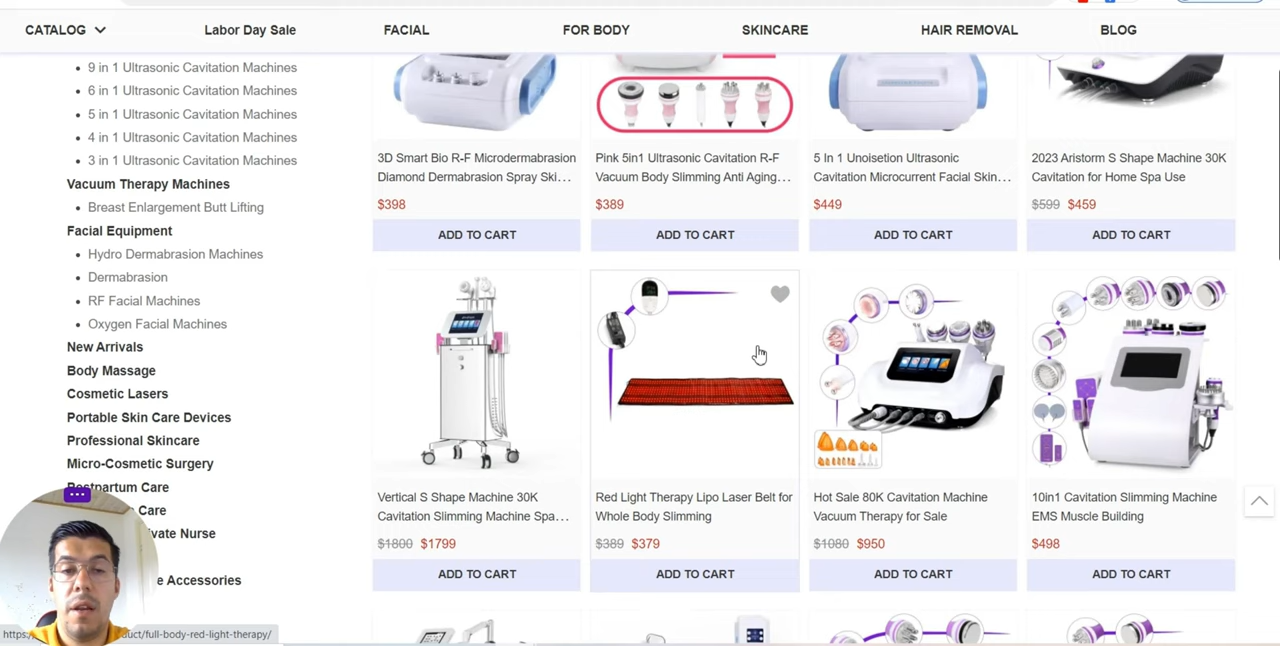 CATALOG
Labor Day Sale
FACIAL
FOR BODY
SKINCARE
HAIR REMOVAL
BLOG
9 in 1 Ultrasonic Cavitation Machines
6 in 1 Ultrasonic Cavitation Machines
5 in 1 Ultrasonic Cavitation Machines
4 in 1 Ultrasonic Cavitation Machines
3 in 1 Ultrasonic Cavitation Machines
Vacuum Therapy Machines
Breast Enlargement Butt Lifting
Facial Equipment
Hydro Dermabrasion Machines
Dermabrasion
RF Facial Machines
Oxygen Facial Machines
New Arrivals
Body Massage
Cosmetic Lasers
Portable Skin Care Devices
Professional Skincare
Micro-Cosmetic Surgery
Postpartum Care
Care
ivate Nurse
e Accessories
3D Smart Bio R-F Microdermabrasion
Diamond Dermabrasion Spray Ski...
$398
ADD TO CART
Pink 5in1 Ultrasonic Cavitation R-F
Vacuum Body Slimming Anti Aging...
$389
ADD TO CART
5 In 1 Unoisetion Ultrasonic
Cavitation Microcurrent Facial Skin...
$449
ADD TO CART
2023 Aristorm S Shape Machine 30K
Cavitation for Home Spa Use
$599 $459
ADD TO CART
Vertical S Shape Machine 30K
Cavitation Slimming Machine Spa...
$1800 $1799
ADD TO CART
Red Light Therapy Lipo Laser Belt for
Whole Body Slimming
$389 $379
ADD TO CART
Hot Sale 80K Cavitation Machine
Vacuum Therapy for Sale
$1080 $950
ADD TO CART
10in1 Cavitation Slimming Machine
EMS Muscle Building
$498
ADD TO CART
https:/ duct/full-body-red-light-therapy/